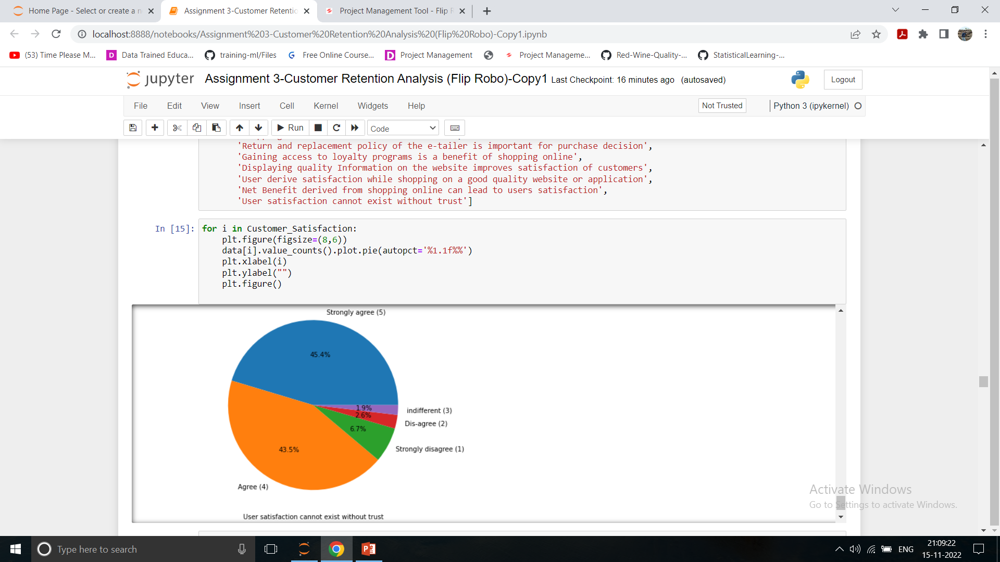 Home Page - Select or create a n
Assignment 3-Customer Retentio
Project Management Tool - Flip R
localhost:8888/notebooks/Assignment%203-Customer%20Retention%20Analysis%20(Flip%20Robo)-Copy1.ipynb
(53) Time Please M...
Data Trained Educa...
training-ml/Files
Free Online Course...
Project Management
Project Manageme...
Red-Wine-Quality-...
StatisticalLearning-...
jupyter
Assignment 3-Customer Retention Analysis (Flip Robo)-Copy1 Last Checkpoint: 16 minutes ago (autosaved)
Logout
File Edit View Insert Cell Kernel Widgets Help
Not Trusted
Python 3 (ipykernel)
Run
Code
'Return and replacement policy of the e-tailer is important for purchase decision',
'Gaining access to loyalty programs is a benefit of shopping online',
'Displaying quality Information on the website improves satisfaction of customers',
'User derive satisfaction while shopping on a good quality website or application',
'Net Benefit derived from shopping online can lead to users satisfaction',
'User satisfaction cannot exist without trust']
In [15]: for i in Customer_Satisfaction:
plt.figure(figsize=(8,6))
data[i].value_counts().plot.pie(autopct='%1.1f%%')
plt.xlabel(i)
plt.ylabel("")
plt.figure()
Strongly agree (5)
45.4%
1.9%
indifferent (3)
2.6%
Dis-agree (2)
6.7%
Strongly disagree (1)
43.5%
Agree (4)
User satisfaction cannot exist without trust
Activate Windows
Go to Settings to activate Windows.
Type here to search
ENG
21:09:22
15-11-2022